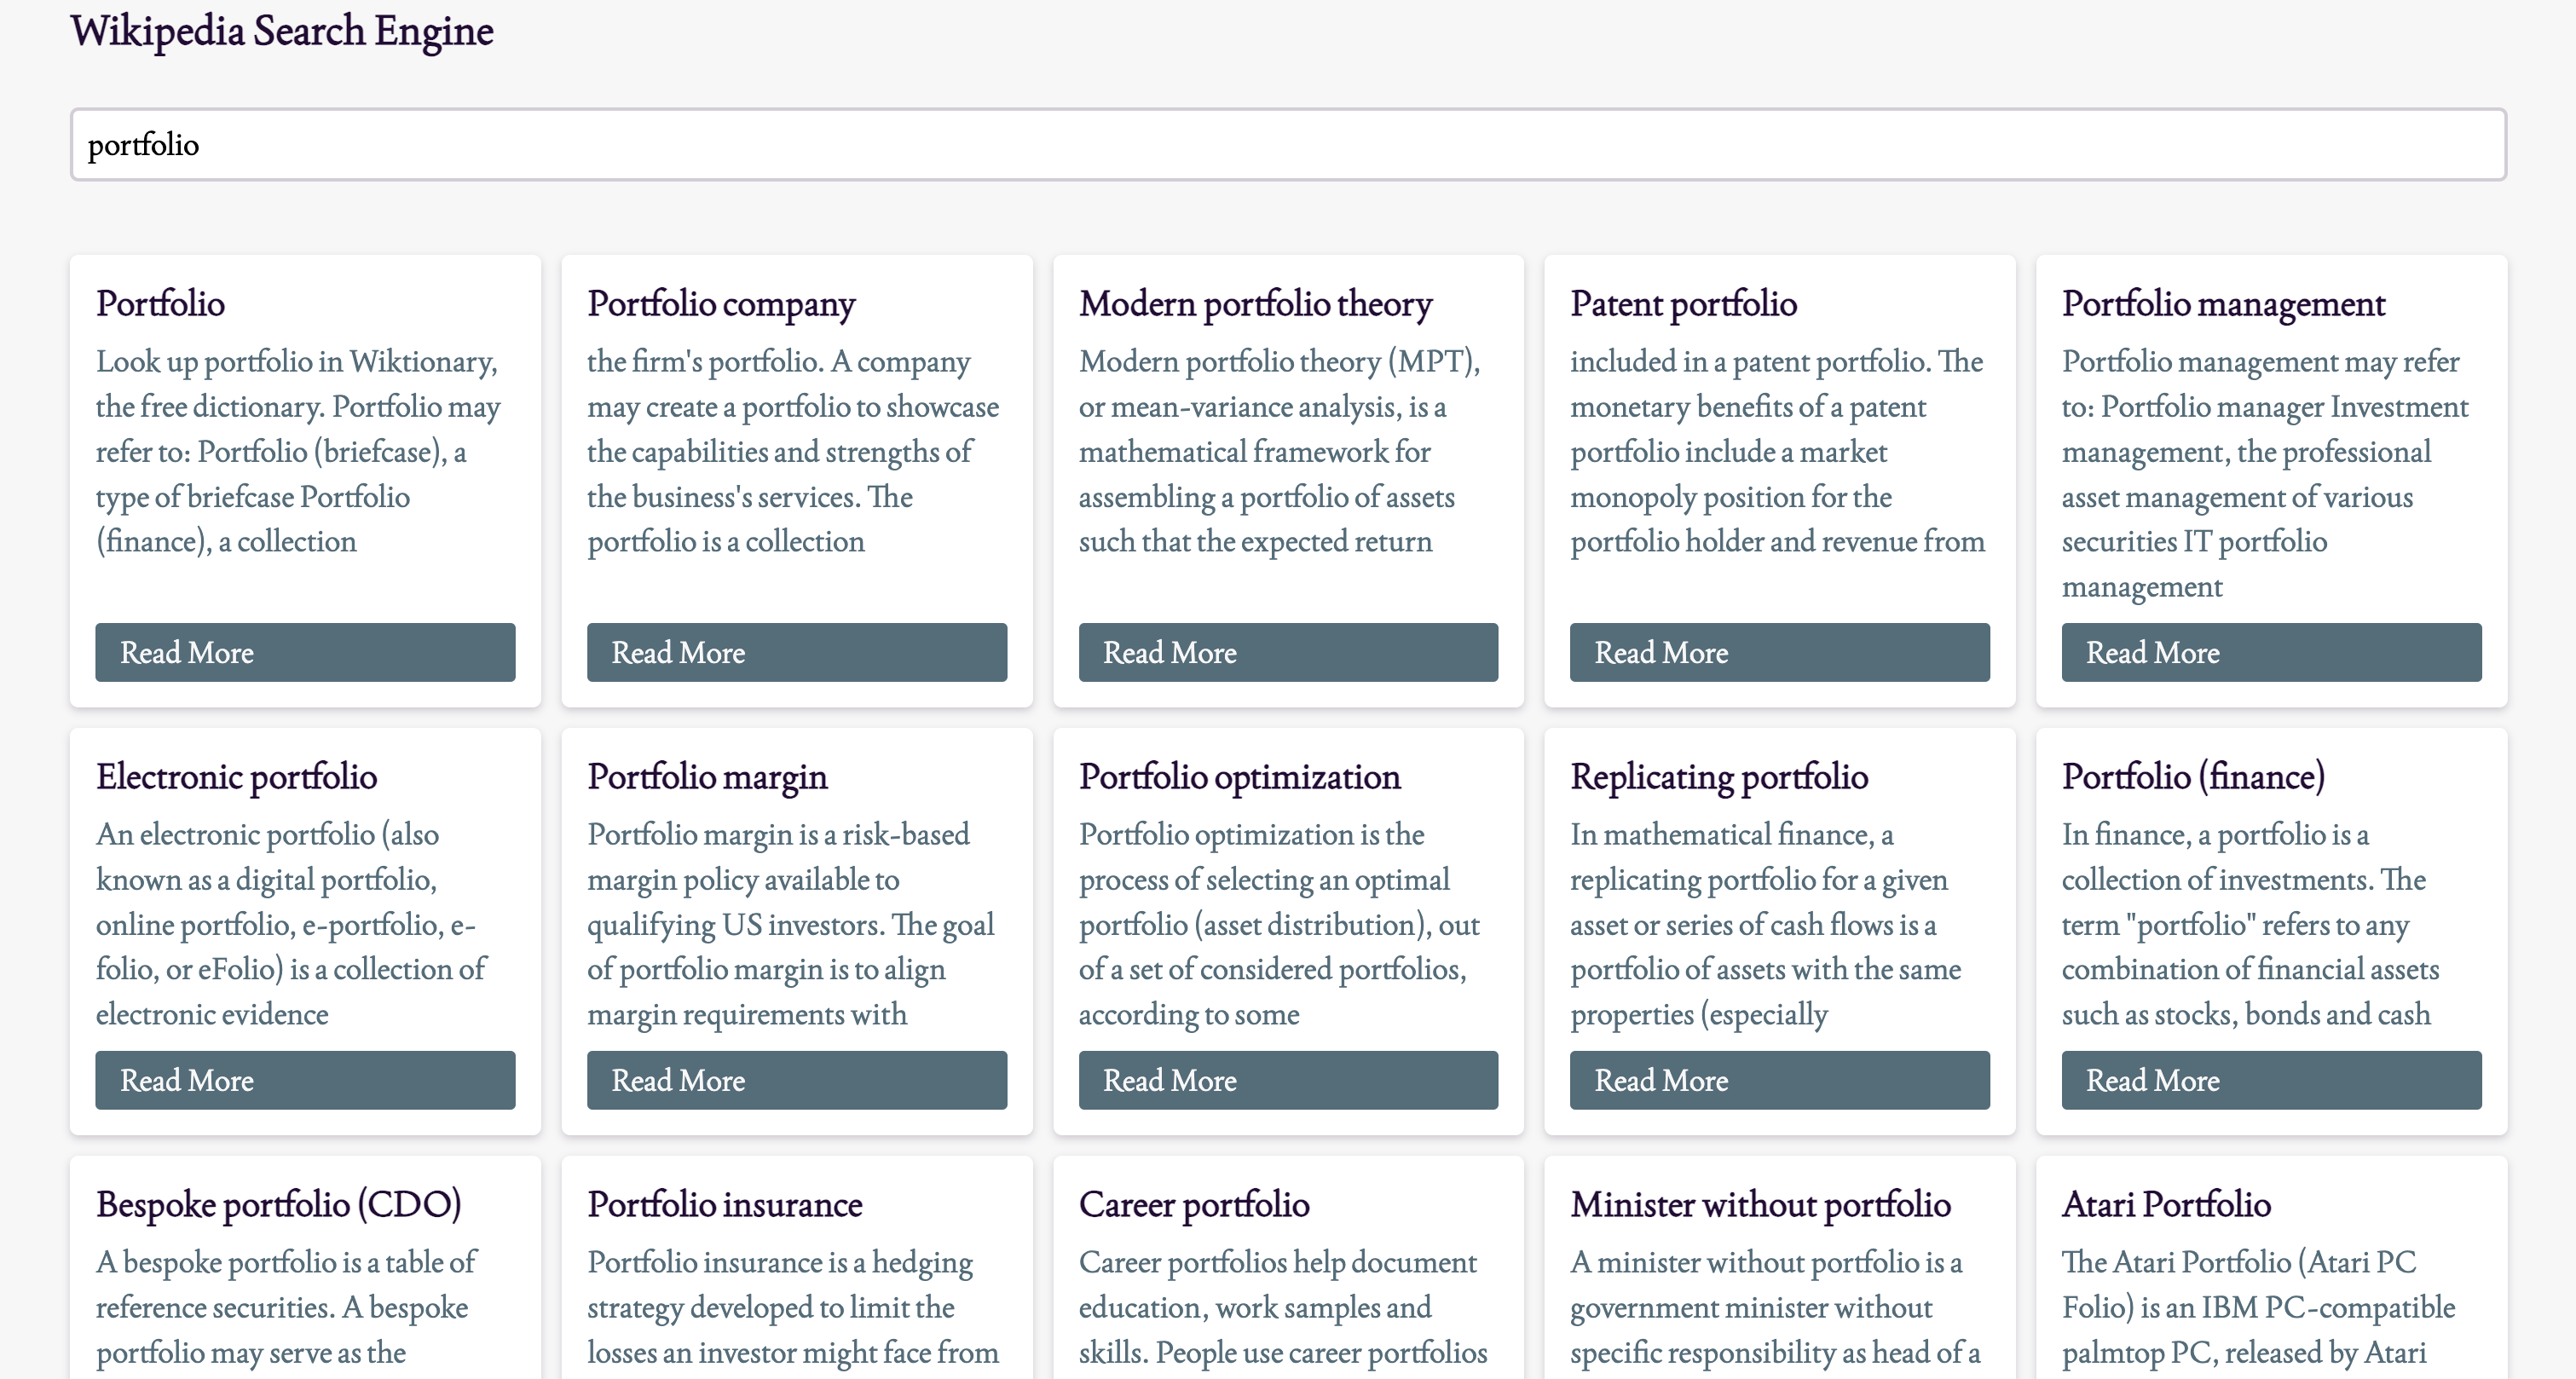 Wikipedia Search Engine
portfolio
Portfolio
Look up portfolio in Wiktionary,
the free dictionary. Portfolio may
refer to: Portfolio (briefcase), a
type of briefcase Portfolio
(finance), a collection
Read More
Portfolio company
the firm's portfolio. A company
may create a portfolio to showcase
the capabilities and strengths of
the business's services. The
portfolio is a collection
Read More
Modern portfolio theory
Modern portfolio theory (MPT),
or mean-variance analysis, is a
mathematical framework for
assembling a portfolio of assets
such that the expected return
Read More
Patent portfolio
included in a patent portfolio. The
monetary benefits of a patent
portfolio include a market
monopoly position for the
portfolio holder and revenue from
Read More
Portfolio management
Portfolio management may refer
to: Portfolio manager Investment
management, the professional
asset management of various
securities IT portfolio
management
Read More
Electronic portfolio
An electronic portfolio (also
known as a digital portfolio,
online portfolio, e-portfolio, e-
folio, or eFolio) is a collection of
electronic evidence
Read More
Portfolio margin
Portfolio margin is a risk-based
margin policy available to
qualifying US investors. The goal
of portfolio margin is to align
margin requirements with
Read More
Portfolio optimization
Portfolio optimization is the
process of selecting an optimal
portfolio (asset distribution), out
of a set of considered portfolios,
according to some
Read More
Replicating portfolio
In mathematical finance, a
replicating portfolio for a given
asset or series of cash flows is a
portfolio of assets with the same
properties (especially
Read More
Portfolio (finance)
In finance, a portfolio is a
collection of investments. The
term "portfolio" refers to any
combination of financial assets
such as stocks, bonds and cash
Read More
Bespoke portfolio (CDO)
A bespoke portfolio is a table of
reference securities. A bespoke
portfolio may serve as the
Portfolio insurance
Portfolio insurance is a hedging
strategy developed to limit the
losses an investor might face from
Career portfolio
Career portfolios help document
education, work samples and
skills. People use career portfolios
Minister without portfolio
A minister without portfolio is a
government minister without
specific responsibility as head of a
Atari Portfolio
The Atari Portfolio (Atari PC
Folio) is an IBM PC-compatible
palmtop PC, released by Atari